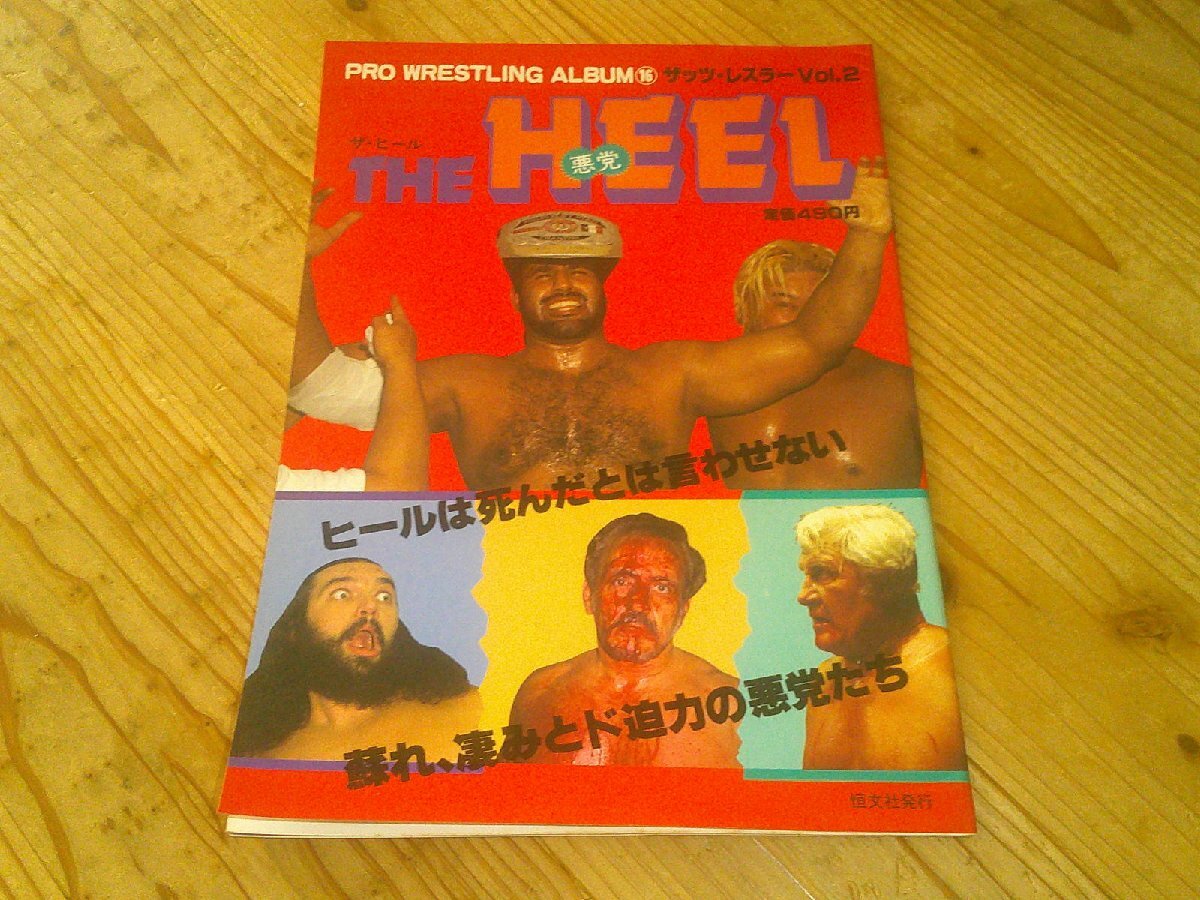 PRO WRESTLING ALBUM⑯ ザッツ・レスラーVol.2
ザ・ヒール
THE HEEL
悪党
定価490円
ヒールは死んだとは言わせない
蘇れ、凄みとド迫力の悪党たち
恒文社発行